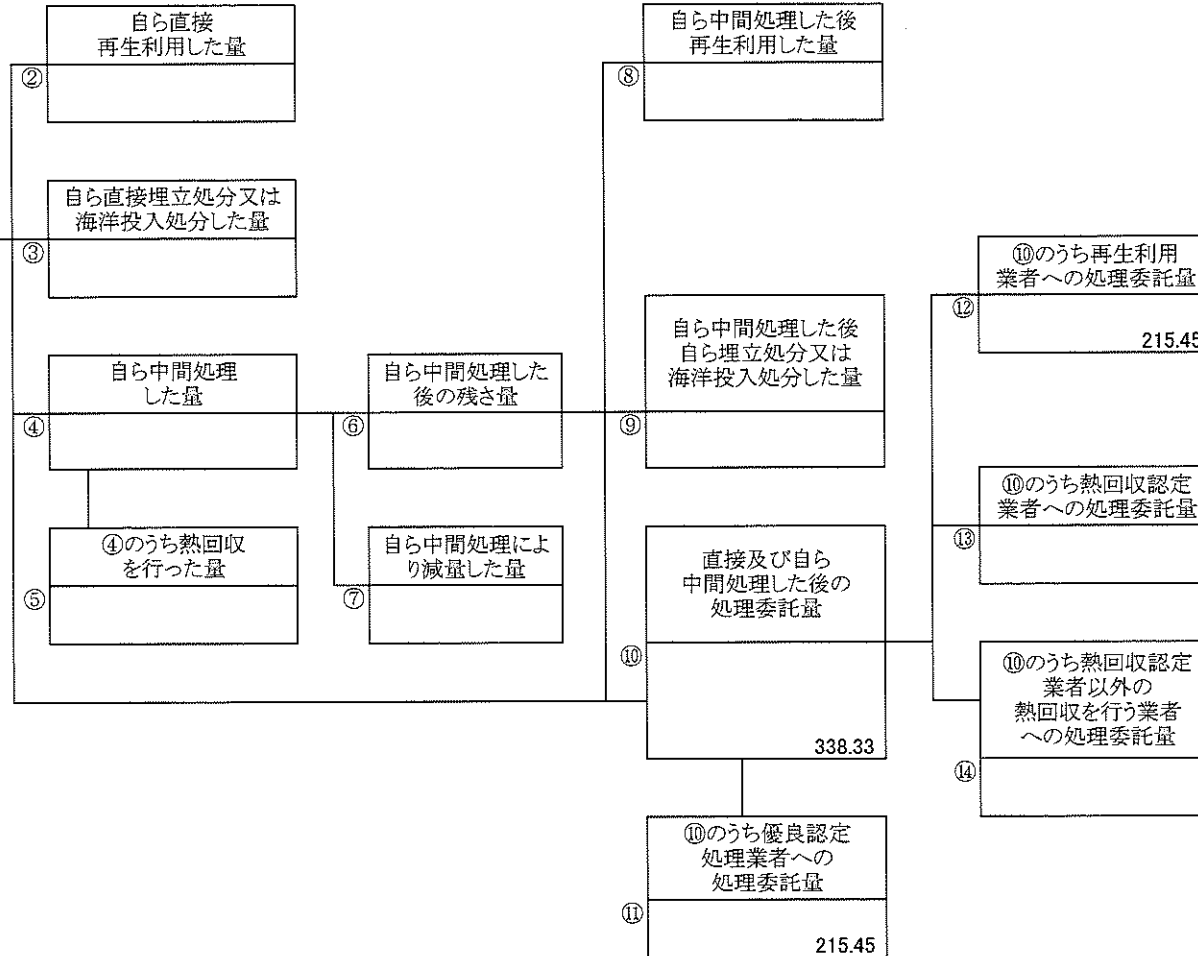 自ら直接
再生利用した量
②
自ら直接埋立処分又は
海洋投入処分した量
③
自ら中間処理
した量
④
④のうち熱回収
を行った量
⑤
自ら中間処理した
後の残さ量
⑥
自ら中間処理によ
り減量した量
⑦
自ら中間処理した後
再生利用した量
⑧
自ら中間処理した後
自ら埋立処分又は
海洋投入処分した量
⑨
直接及び自ら
中間処理した後の
処理委託量
⑩
338.33
⑩のうち優良認定
処理業者への
処理委託量
⑪
215.45
⑩のうち再生利用
業者への処理委託量
⑫
215.45
⑩のうち熱回収認定
業者への処理委託量
⑬
⑩のうち熱回収認定
業者以外の
熱回収を行う業者
への処理委託量
⑭